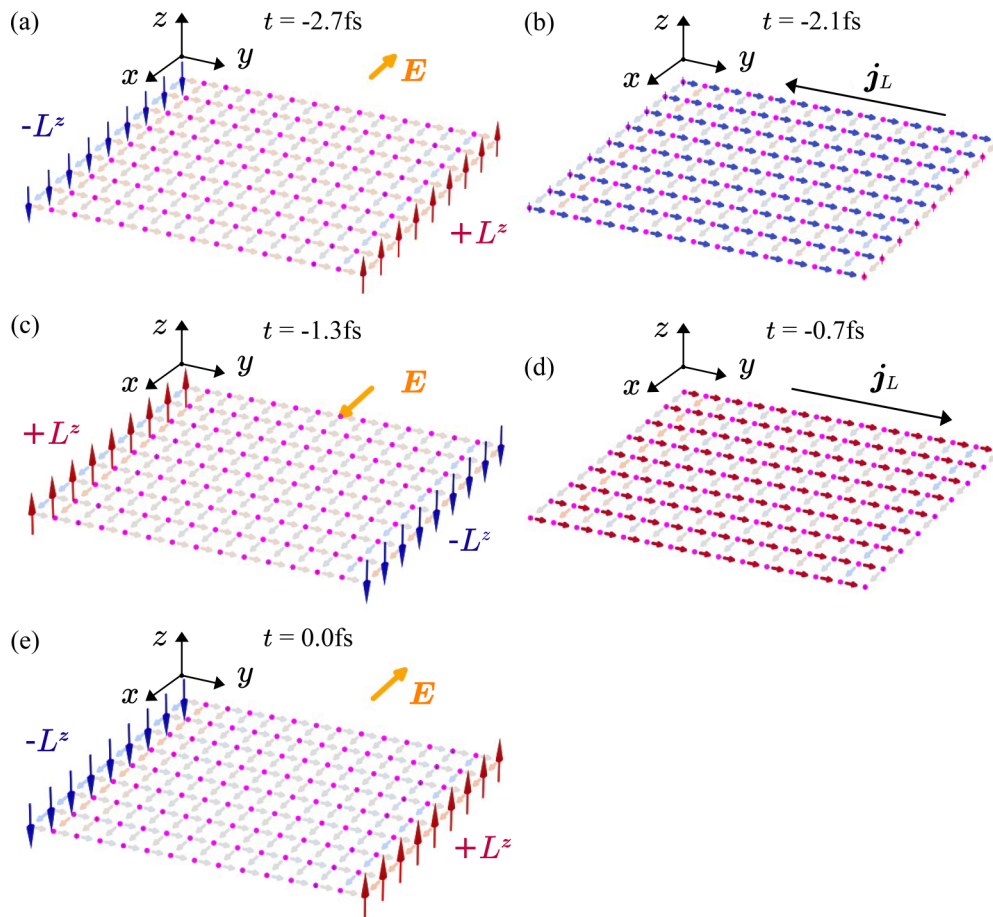 (a)
z
t = -2.7fs
E
x
y
-L^z
+L^z
(b)
z
t = -2.1fs
j_L
x
y
(c)
z
t = -1.3fs
E
x
y
+L^z
-L^z
(d)
z
t = -0.7fs
j_L
x
y
(e)
z
t = 0.0fs
E
x
y
-L^z
+L^z